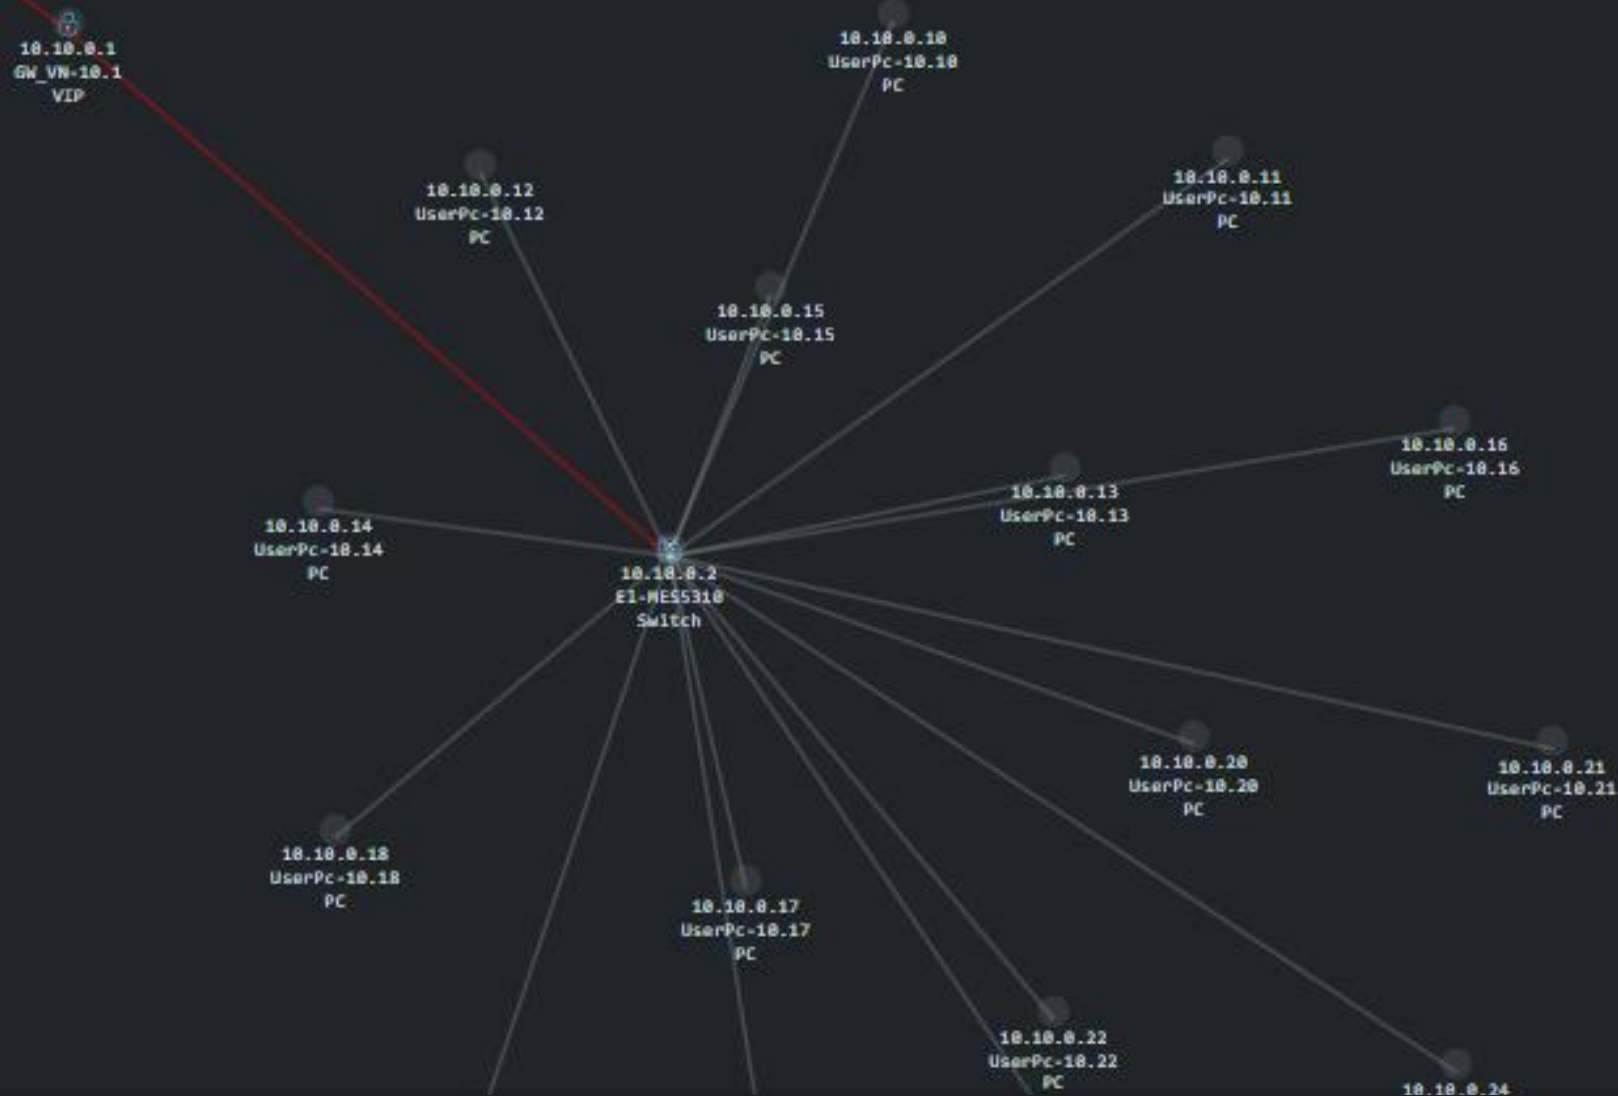 10.10.0.1
GW_VN-10.1
VIP
10.10.0.10
UserPc-10.10
PC
10.10.0.12
UserPc-10.12
PC
10.10.0.11
UserPc-10.11
PC
10.10.0.15
UserPc-10.15
PC
10.10.0.16
UserPc-10.16
PC
10.10.0.13
UserPc-10.13
PC
10.10.0.14
UserPc-10.14
PC
10.10.0.2
El-MES5310
Switch
10.10.0.20
UserPc-10.20
PC
10.10.0.21
UserPc-10.21
PC
10.10.0.18
UserPc-10.18
PC
10.10.0.17
UserPc-10.17
PC
10.10.0.22
UserPc-10.22
PC
10.10.0.24